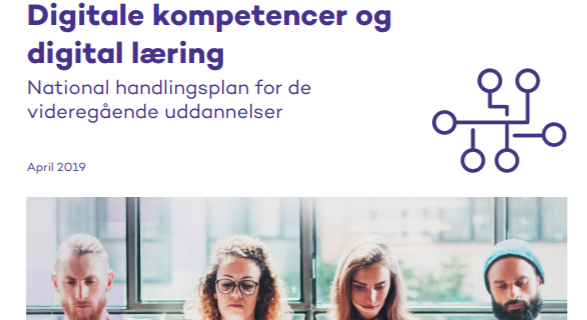 Digitale kompetencer og
digital læring
National handlingsplan for de
videregående uddannelser
April 2019